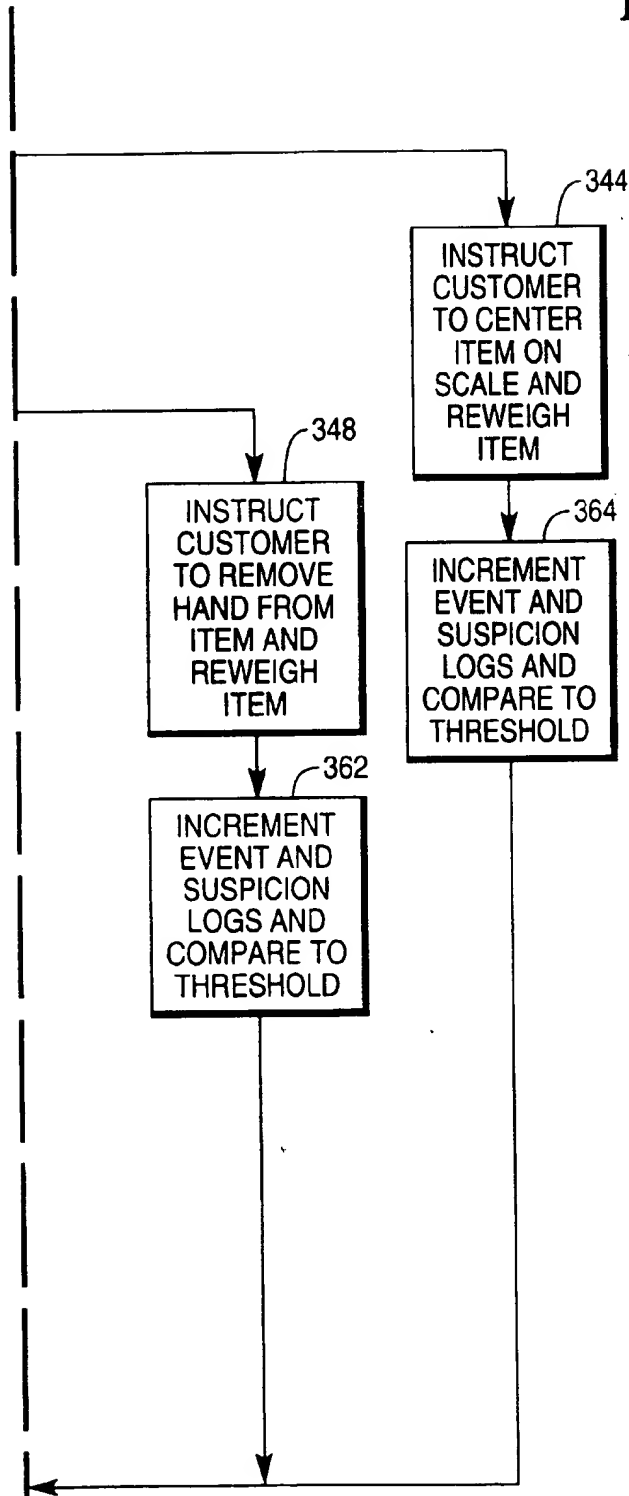 344
INSTRUCT
CUSTOMER
TO CENTER
ITEM ON
SCALE AND
REWEIGH
ITEM
348
INSTRUCT
CUSTOMER
TO REMOVE
HAND FROM
ITEM AND
REWEIGH
ITEM
364
INCREMENT
EVENT AND
SUSPICION
LOGS AND
COMPARE TO
THRESHOLD
362
INCREMENT
EVENT AND
SUSPICION
LOGS AND
COMPARE TO
THRESHOLD